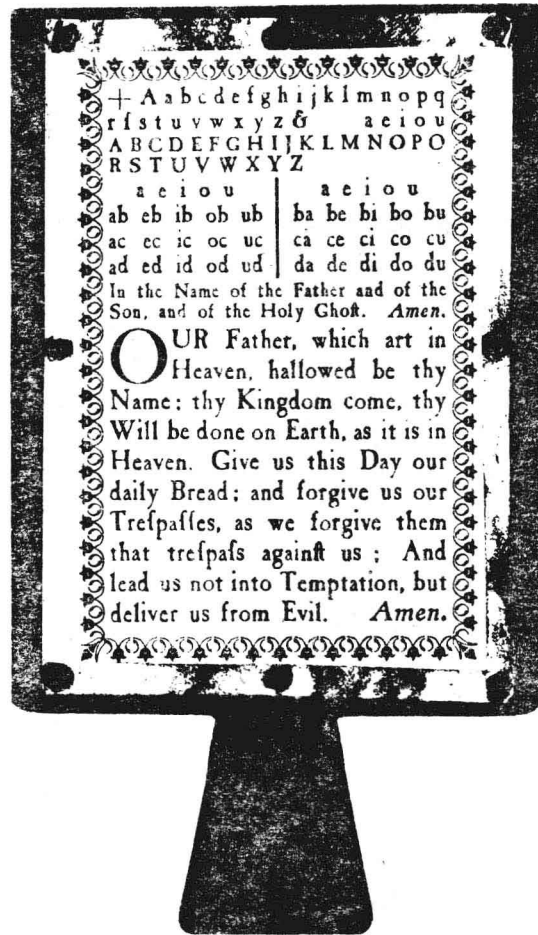 + A a b c d e f g h i j k l m n o p q
r ſ s t u v w x y z & a e i o u
A B C D E F G H I J K L M N O P Q
R S T U V W X Y Z
a e i o u a e i o u
ab eb ib ob ub ba be bi bo bu
ac ec ic oc uc ca ce ci co cu
ad ed id od ud da de di do du
In the Name of the Father and of the
Son, and of the Holy Ghoſt. Amen.
OUR Father, which art in
Heaven, hallowed be thy
Name; thy Kingdom come, thy
Will be done on Earth, as it is in
Heaven. Give us this Day our
daily Bread; and forgive us our
Treſpaſſes, as we forgive them
that treſpaſs againſt us ; And
lead us not into Temptation, but
deliver us from Evil. Amen.